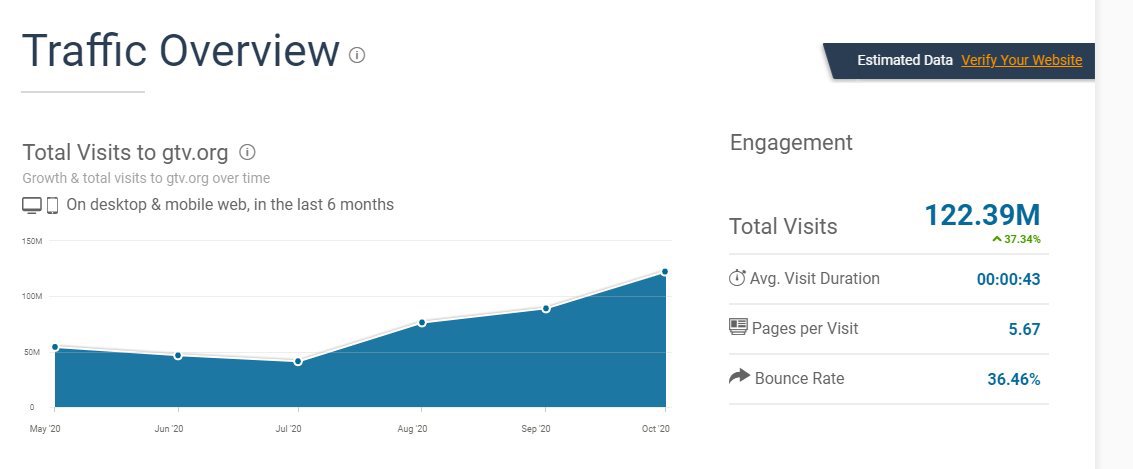 Traffic Overview
Estimated Data Verify Your Website
Total Visits to gtv.org
Growth & total visits to gtv.org over time
On desktop & mobile web, in the last 6 months
150M
100M
50M
0
May '20 Jun '20 Jul '20 Aug '20 Sep '20 Oct '20
Engagement
Total Visits 122.39M
37.34%
Avg. Visit Duration 00:00:43
Pages per Visit 5.67
Bounce Rate 36.46%